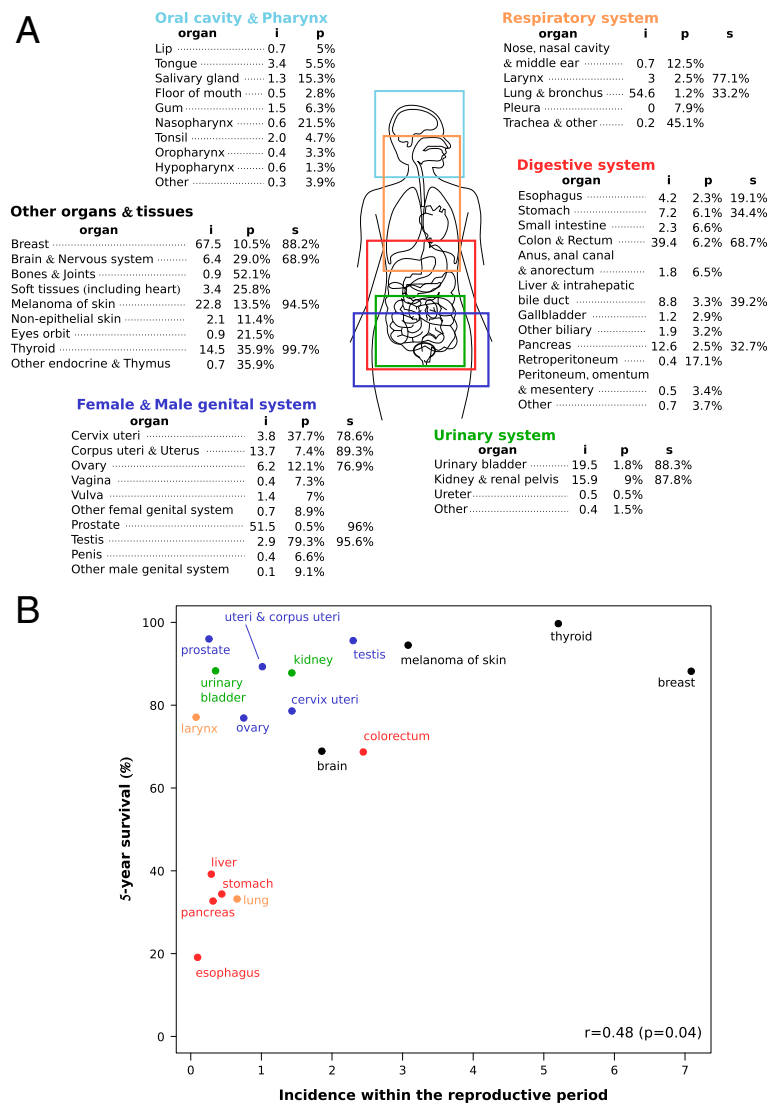 A
Oral cavity & Pharynx
organ i p
Lip 0.7 5%
Tongue 3.4 5.5%
Salivary gland 1.3 15.3%
Floor of mouth 0.5 2.8%
Gum 1.5 6.3%
Nasopharynx 0.6 21.5%
Tonsil 2.0 4.7%
Oropharynx 0.4 3.3%
Hypopharynx 0.6 1.3%
Other 0.3 3.9%
Respiratory system
organ i p s
Nose, nasal cavity
& middle ear 0.7 12.5%
Larynx 3 2.5% 77.1%
Lung & bronchus 54.6 1.2% 33.2%
Pleura 0 7.9%
Trachea & other 0.2 45.1%
Other organs & tissues
organ i p s
Breast 67.5 10.5% 88.2%
Brain & Nervous system 6.4 29.0% 68.9%
Bones & Joints 0.9 52.1%
Soft tissues (including heart) 3.4 25.8%
Melanoma of skin 22.8 13.5% 94.5%
Non-epithelial skin 2.1 11.4%
Eyes orbit 0.9 21.5%
Thyroid 14.5 35.9% 99.7%
Other endocrine & Thymus 0.7 35.9%
Digestive system
organ i p s
Esophagus 4.2 2.3% 19.1%
Stomach 7.2 6.1% 34.4%
Small intestine 2.3 6.6%
Colon & Rectum 39.4 6.2% 68.7%
Anus, anal canal
& anorectum 1.8 6.5%
Liver & intrahepatic
bile duct 8.8 3.3% 39.2%
Gallbladder 1.2 2.9%
Other biliary 1.9 3.2%
Pancreas 12.6 2.5% 32.7%
Retroperitoneum 0.4 17.1%
Peritoneum, omentum
& mesentery 0.5 3.4%
Other 0.7 3.7%
Female & Male genital system
organ i p s
Cervix uteri 3.8 37.7% 78.6%
Corpus uteri & Uterus 13.7 7.4% 89.3%
Ovary 6.2 12.1% 76.9%
Vagina 0.4 7.3%
Vulva 1.4 7%
Other femal genital system 0.7 8.9%
Prostate 51.5 0.5% 96%
Testis 2.9 79.3% 95.6%
Penis 0.4 6.6%
Other male genital system 0.1 9.1%
Urinary system
organ i p s
Urinary bladder 19.5 1.8% 88.3%
Kidney & renal pelvis 15.9 9% 87.8%
Ureter 0.5 0.5%
Other 0.4 1.5%
B
5-year survival (%)
100
80
60
40
20
0
uteri & corpus uteri
prostate
testis
thyroid
kidney
melanoma of skin
urinary
bladder
breast
cervix uteri
larynx
ovary
colorectum
brain
liver
stomach
lung
pancreas
esophagus
r=0.48 (p=0.04)
0 1 2 3 4 5 6 7
Incidence within the reproductive period